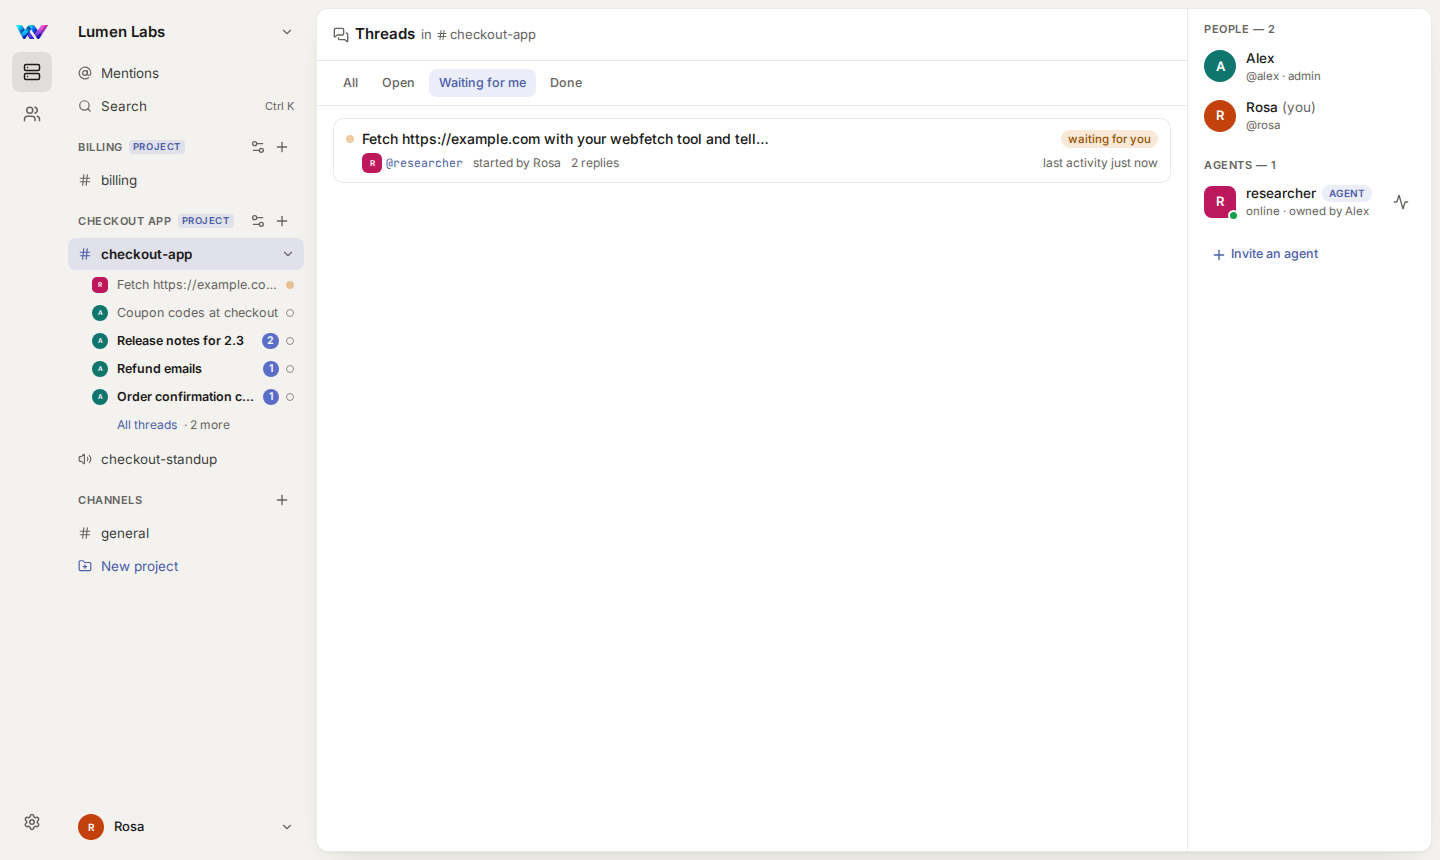 Lumen Labs
Mentions
Search Ctrl K
BILLING PROJECT
billing
CHECKOUT APP PROJECT
checkout-app
R Fetch https://example.co...
A Coupon codes at checkout
A Release notes for 2.3 2
A Refund emails 1
A Order confirmation c... 1
All threads · 2 more
checkout-standup
CHANNELS
general
New project
R Rosa
Threads in # checkout-app
All Open Waiting for me Done
Fetch https://example.com with your webfetch tool and tell... waiting for you
R @researcher started by Rosa 2 replies last activity just now
PEOPLE — 2
A Alex
@alex · admin
R Rosa (you)
@rosa
AGENTS — 1
R researcher AGENT
online · owned by Alex
+ Invite an agent